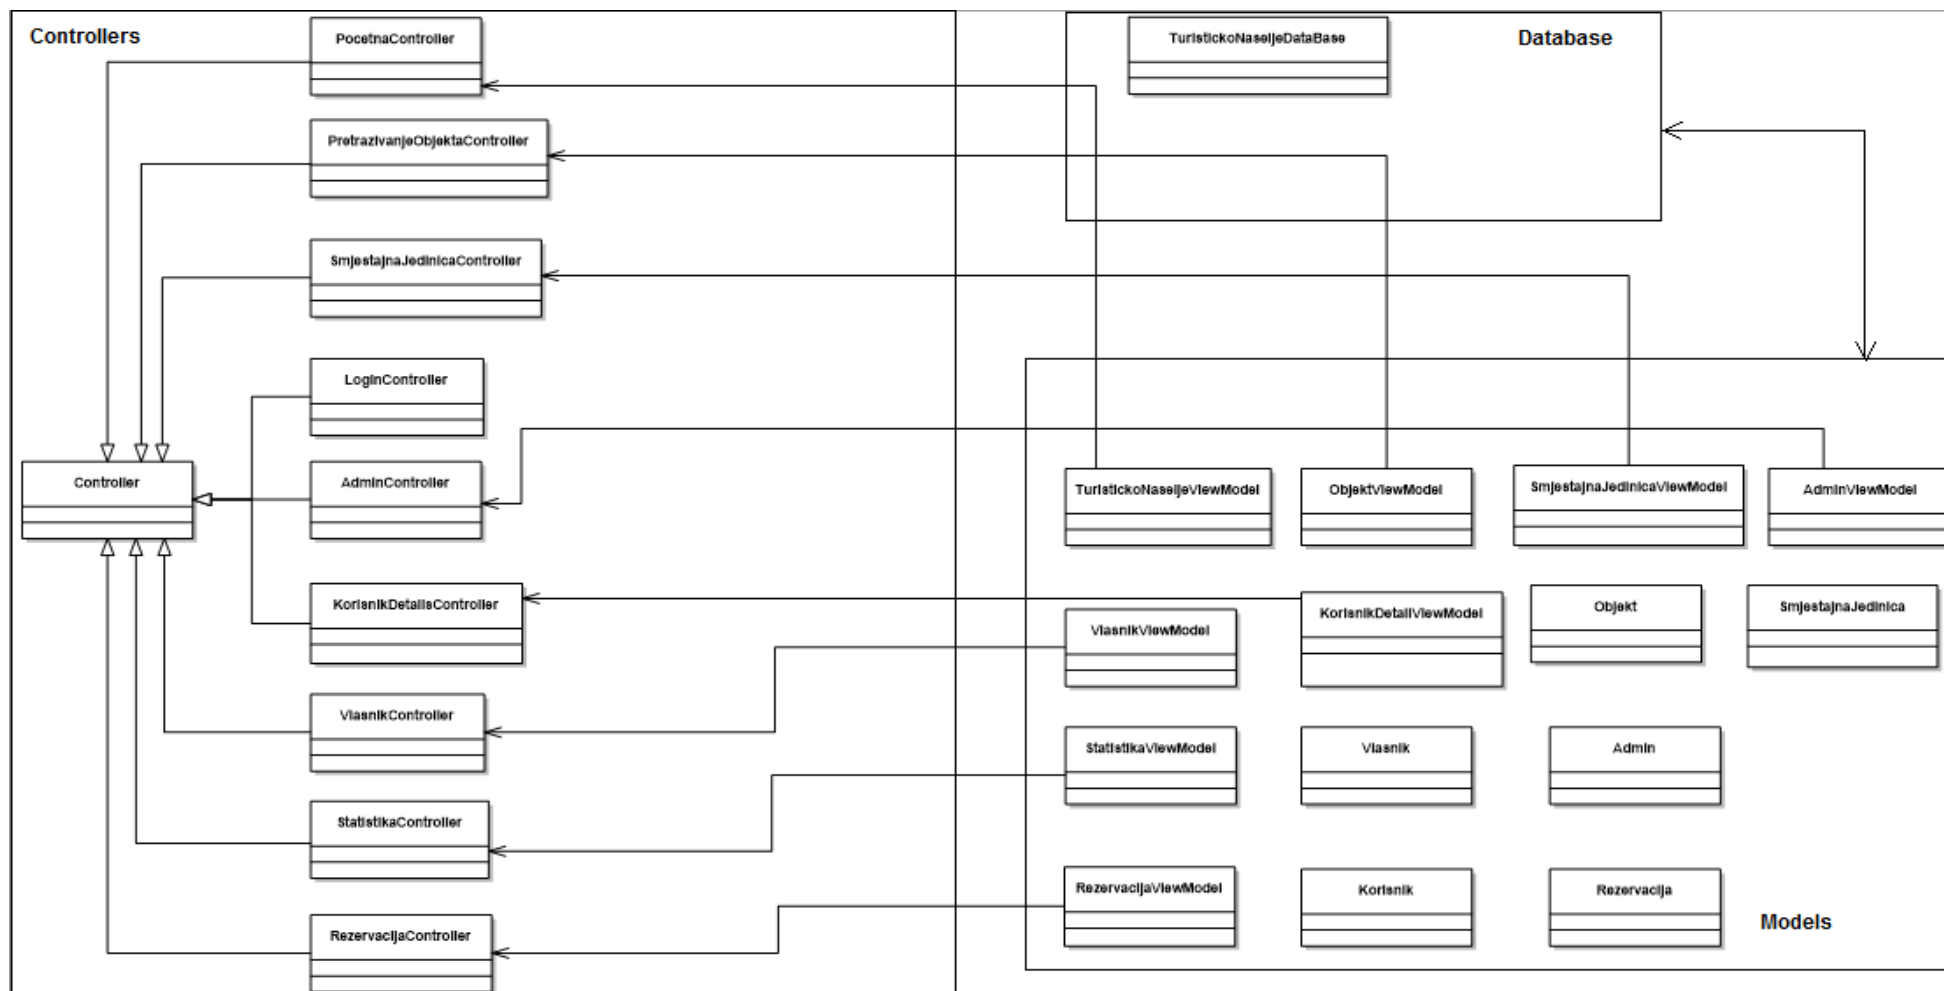 Controllers
PocetnaController
PretrazivanjeObjektaController
SmjestajnaJedinicaController
LoginController
Controller
AdminController
KorisnikDetailsController
VlasnikController
StatistikaController
RezervacijaController
TuristickoNaseljeDataBase
Database
TuristickoNaseljeViewModel
ObjektViewModel
SmjestajnaJedinicaViewModel
AdminViewModel
VlasnikViewModel
KorisnikDetailViewModel
Objekt
SmjestajnaJedinica
StatistikaViewModel
Vlasnik
Admin
RezervacijaViewModel
Korisnik
Rezervacija
Models